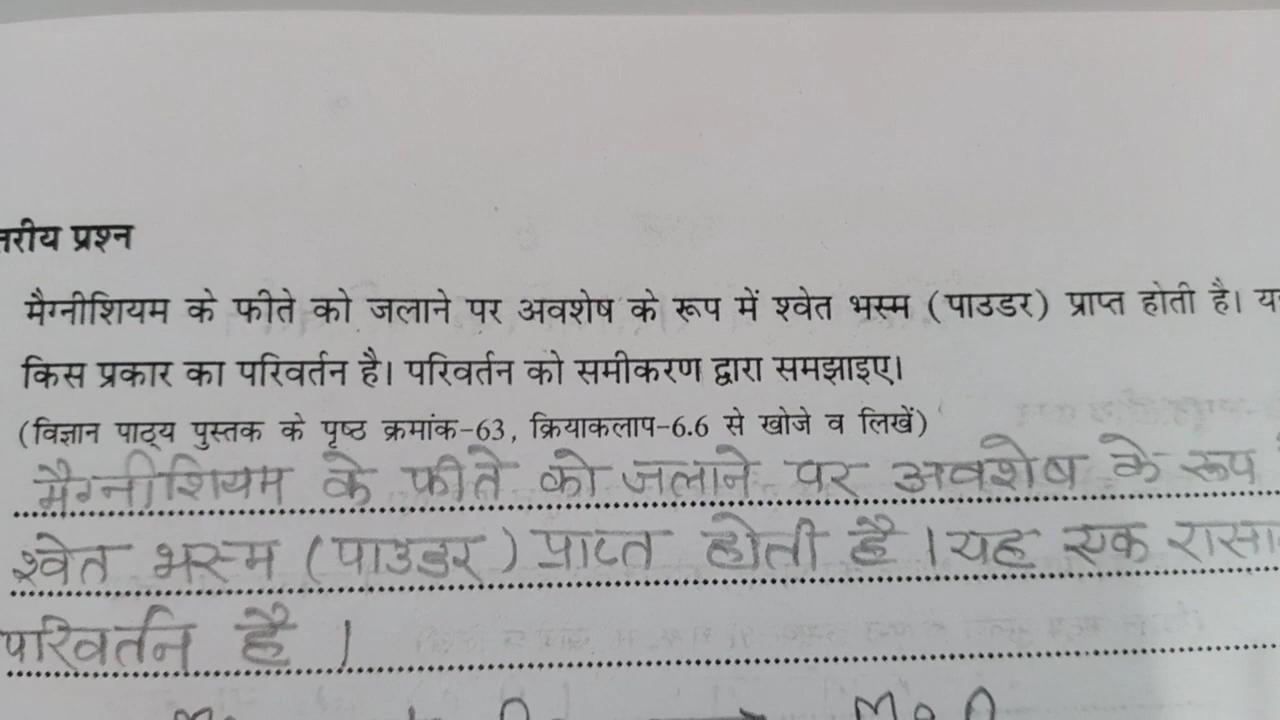 तरीय प्रश्न
मैग्नीशियम के फीते को जलाने पर अवशेष के रूप में श्वेत भस्म (पाउडर) प्राप्त होती है।
किस प्रकार का परिवर्तन है। परिवर्तन को समीकरण द्वारा समझाइए।
(विज्ञान पाठ्य पुस्तक के पृष्ठ क्रमांक-63, क्रियाकलाप-6.6 से खोजे व लिखें)
मैग्नीशियम के फीते को जलाने पर अवशेष के रूप
श्वेत भस्म (पाउडर) प्राप्त होती है। यह एक रासा
परिवर्तन है।